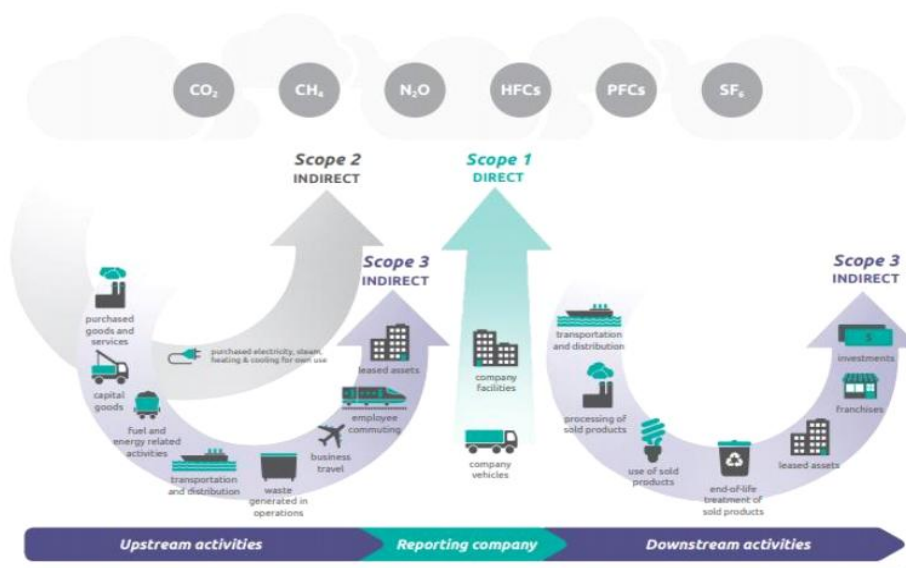 CO₂
CH₄
N₂O
HFCs
PFCs
SF₆
Scope 2
INDIRECT
Scope 1
DIRECT
Scope 3
INDIRECT
Scope 3
INDIRECT
purchased
goods and
services
capital
goods
fuel and
energy related
activities
transportation
and distribution
waste
generated in
operations
business
travel
employee
commuting
leased assets
purchased electricity, steam,
heating & cooling for own use
company
facilities
company
vehicles
transportation
and distribution
processing of
sold products
use of sold
products
end-of-life
treatment of
sold products
leased assets
franchises
$
investments
Upstream activities
Reporting company
Downstream activities